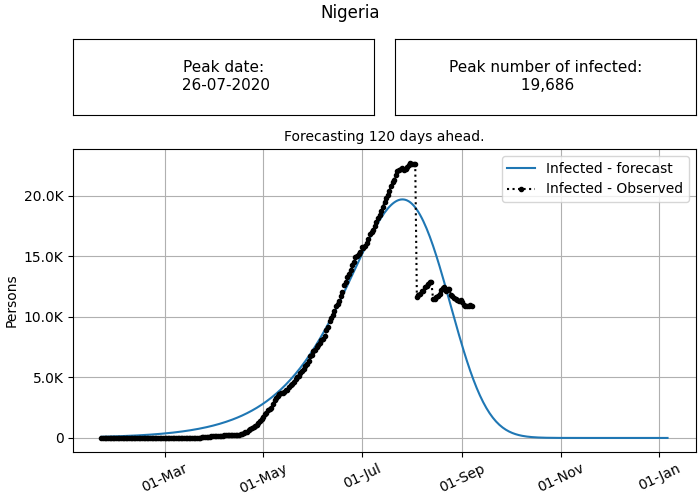 Nigeria
Peak date:
26-07-2020
Peak number of infected:
19,686
Forecasting 120 days ahead.
Infected - forecast
Infected - Observed
Persons
20.0K
15.0K
10.0K
5.0K
0
01-Mar
01-May
01-Jul
01-Sep
01-Nov
01-Jan